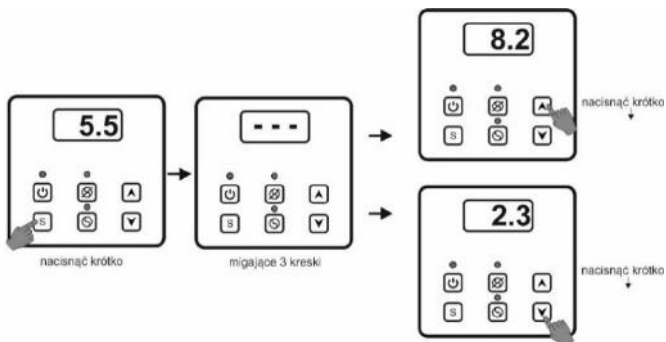 8.2
S
nacisnąć krótko
5.5
S
nacisnąć krótko
- - -
S
migające 3 kreski
2.3
S
nacisnąć krótko